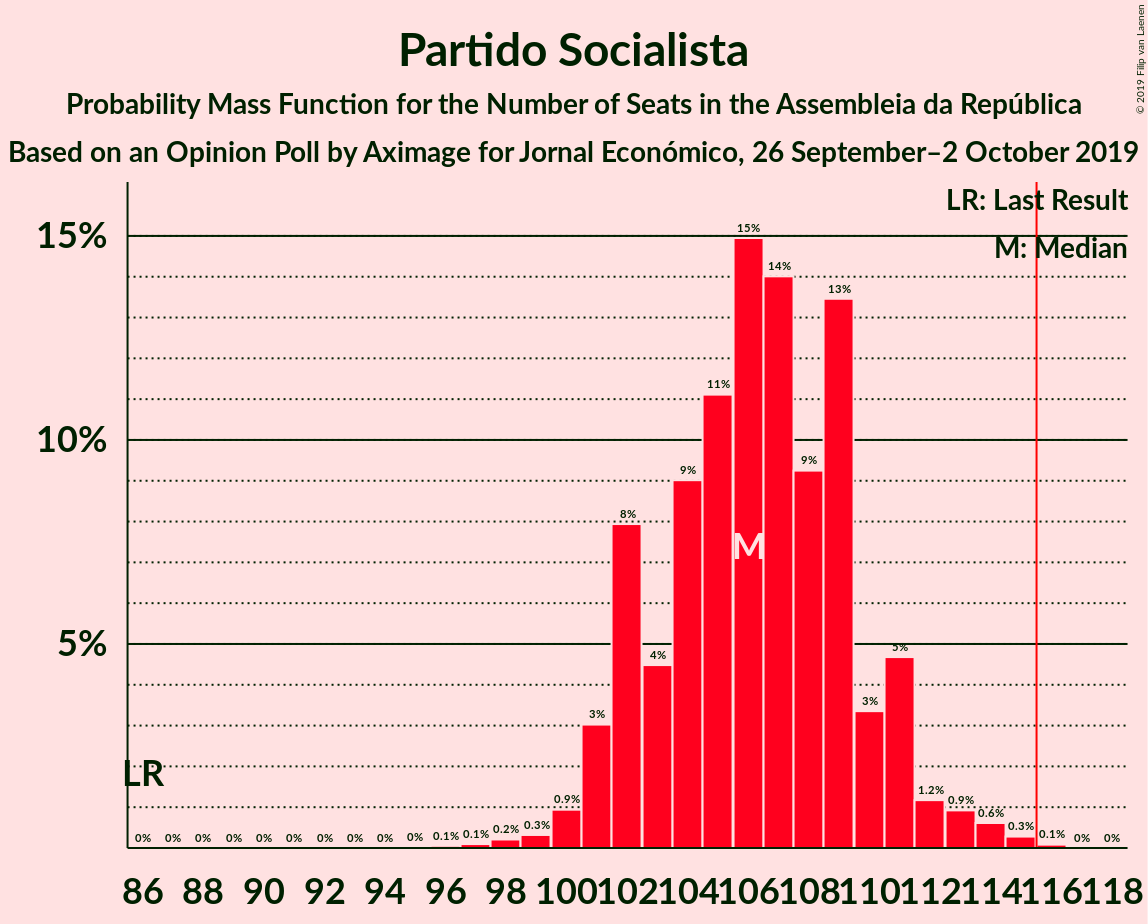 Partido Socialista
Probability Mass Function for the Number of Seats in the Assembleia da República
Based on an Opinion Poll by Aximage for Jornal Económico, 26 September–2 October 2019
© 2019 Filip van Laenen
LR: Last Result
M: Median
15%
10%
5%
LR
M
0% 0% 0% 0% 0% 0% 0% 0% 0% 0% 0.1% 0.1% 0.2% 0.3% 0.9% 3% 8% 4% 9% 11% 15% 14% 9% 13% 3% 5% 1.2% 0.9% 0.6% 0.3% 0.1% 0% 0%
86 88 90 92 94 96 98 100 102 104 106 108 110 112 114 116 118